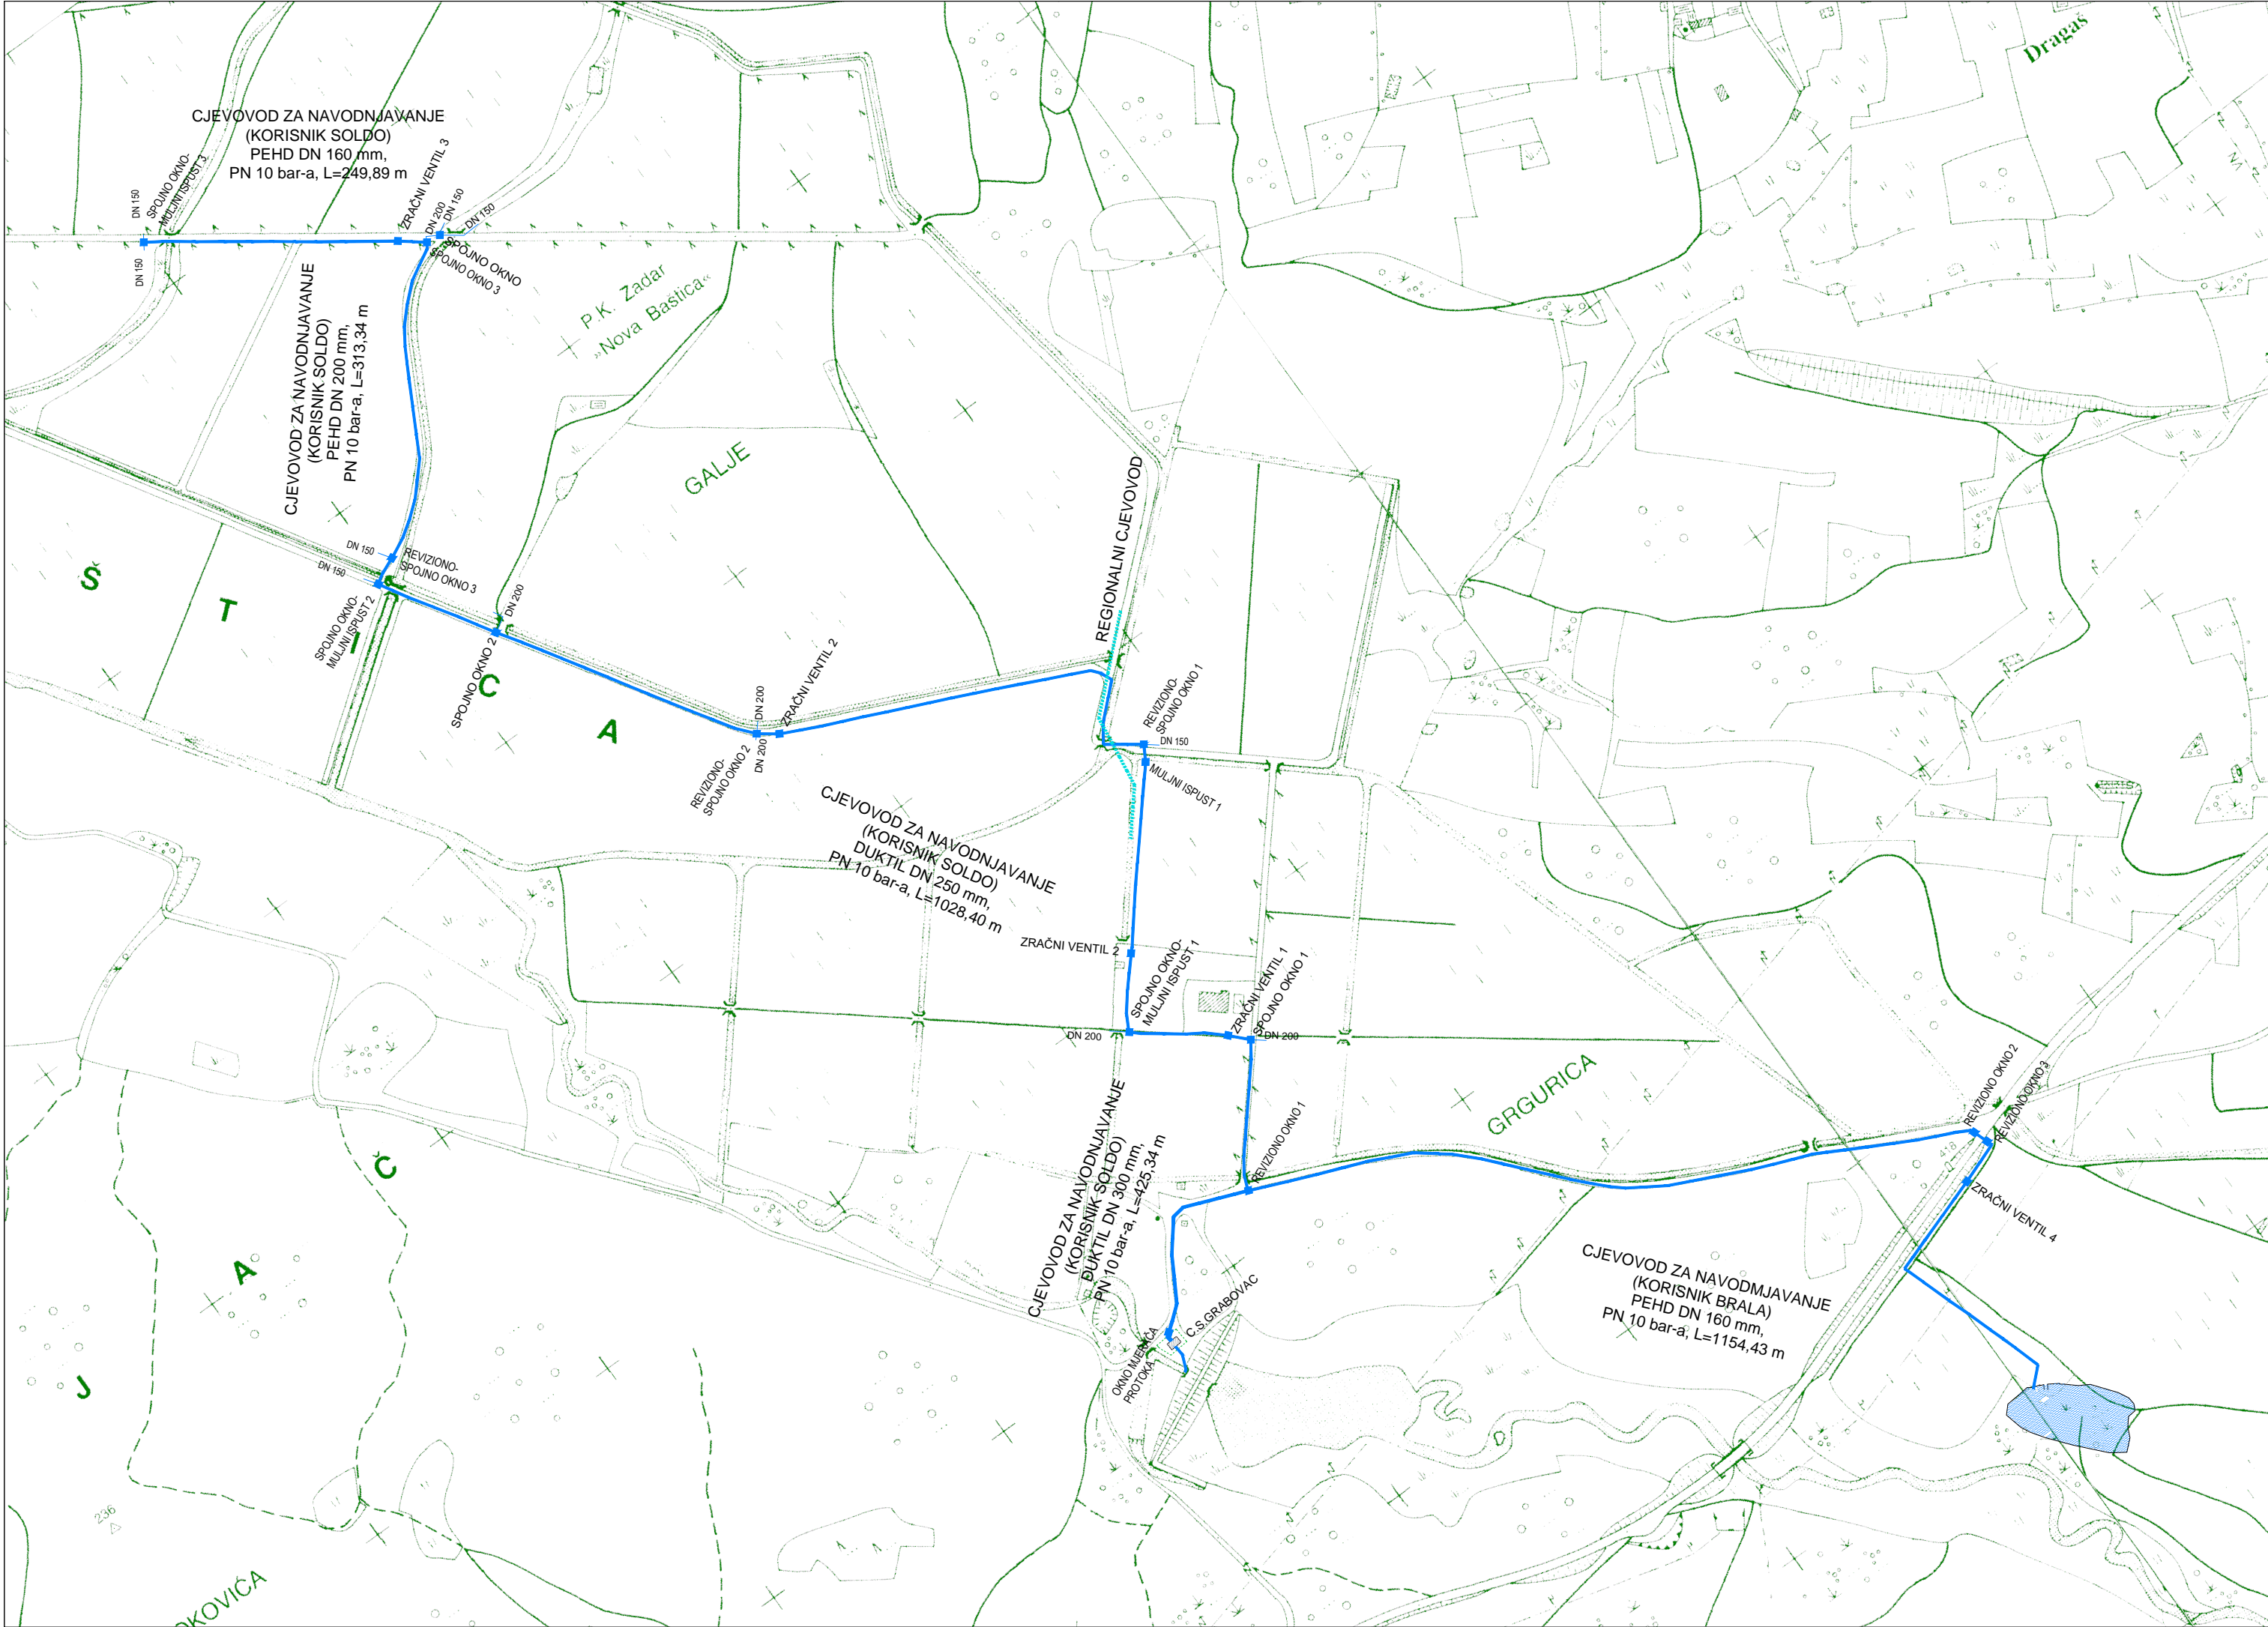 Dragaš
CJEVOVOD ZA NAVODNJAVANJE
(KORISNIK SOLDO)
PEHD DN 160 mm,
PN 10 bar-a, L=249,89 m
DN 150
SPOJNO OKNO-
MULJNI ISPUST 3
DN 150
ZRAČNI VENTIL 3
DN 200
DN 150
DN 150
SPOJNO OKNO
SPOJNO OKNO 3
CJEVOVOD ZA NAVODNJAVANJE
(KORISNIK SOLDO)
PEHD DN 200 mm,
PN 10 bar-a, L=313,34 m
P.K. Zadar
»Nova Baštica«
GALJE
REGIONALNI CJEVOVOD
DN 150
REVIZIONO-
SPOJNO OKNO 3
DN 150
SPOJNO OKNO-
MULJNI ISPUST 2
DN 200
SPOJNO OKNO 2
Š
T
I
C
A
DN 200
ZRAČNI VENTIL 2
REVIZIONO-
SPOJNO OKNO 2
DN 200
REVIZIONO-
SPOJNO OKNO 1
DN 150
MULJNI ISPUST 1
CJEVOVOD ZA NAVODNJAVANJE
(KORISNIK SOLDO)
DUKTIL DN 250 mm,
PN 10 bar-a, L=1028,40 m
ZRAČNI VENTIL 2
SPOJNO OKNO-
MULJNI ISPUST 1
ZRAČNI VENTIL 1
SPOJNO OKNO 1
DN 200
DN 200
GRGURICA
REVIZIONO OKNO 1
REVIZIONO OKNO 2
REVIZIONO OKNO 3
ZRAČNI VENTIL 4
CJEVOVOD ZA NAVODNJAVANJE
(KORISNIK SOLDO)
DUKTIL DN 300 mm,
PN 10 bar-a, L=425,34 m
CJEVOVOD ZA NAVODMJAVANJE
(KORISNIK BRALA)
PEHD DN 160 mm,
PN 10 bar-a, L=1154,43 m
C.S.GRABOVAC
OKNO MJERAČA
PROTOKA
Č
A
J
236
OKOVIĆA